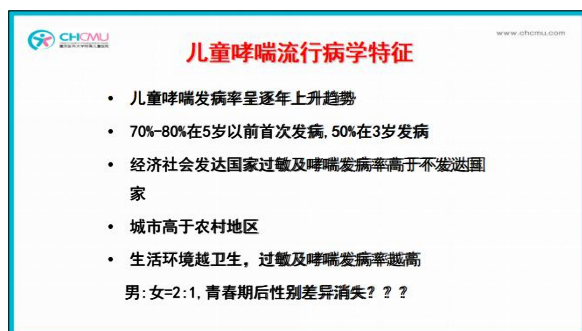 CHCMU
www.chcmu.com
儿童哮喘流行病学特征
• 儿童哮喘发病率呈逐年上升趋势
• 70%-80%在5岁以前首次发病,50%在3岁发病
• 经济社会发达国家过敏及哮喘发病率高于不发达国
家
• 城市高于农村地区
• 生活环境越卫生，过敏及哮喘发病率越高
男:女=2:1,青春期后性别差异消失？？？